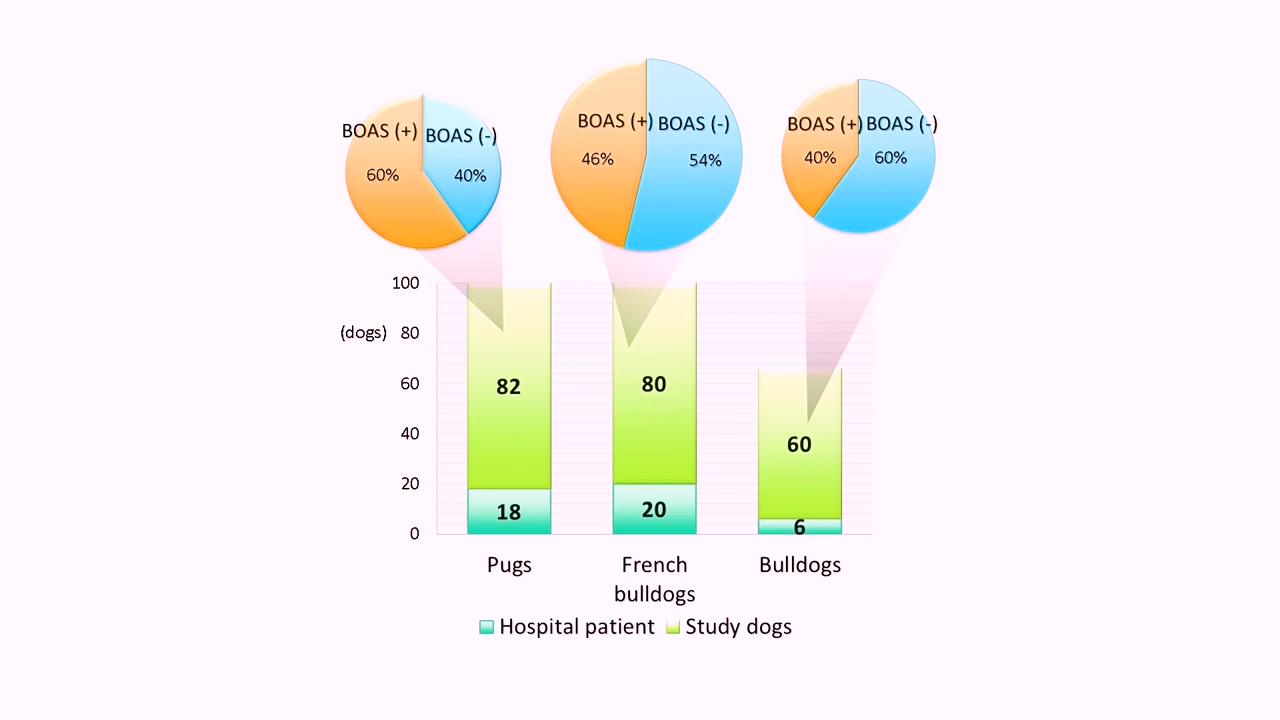 BOAS (+) BOAS (-)
60% 40%
BOAS (+) BOAS (-)
46% 54%
BOAS (+) BOAS (-)
40% 60%
100
(dogs) 80
60
40
20
0
82
80
60
18
20
6
Pugs
French
bulldogs
Bulldogs
Hospital patient Study dogs